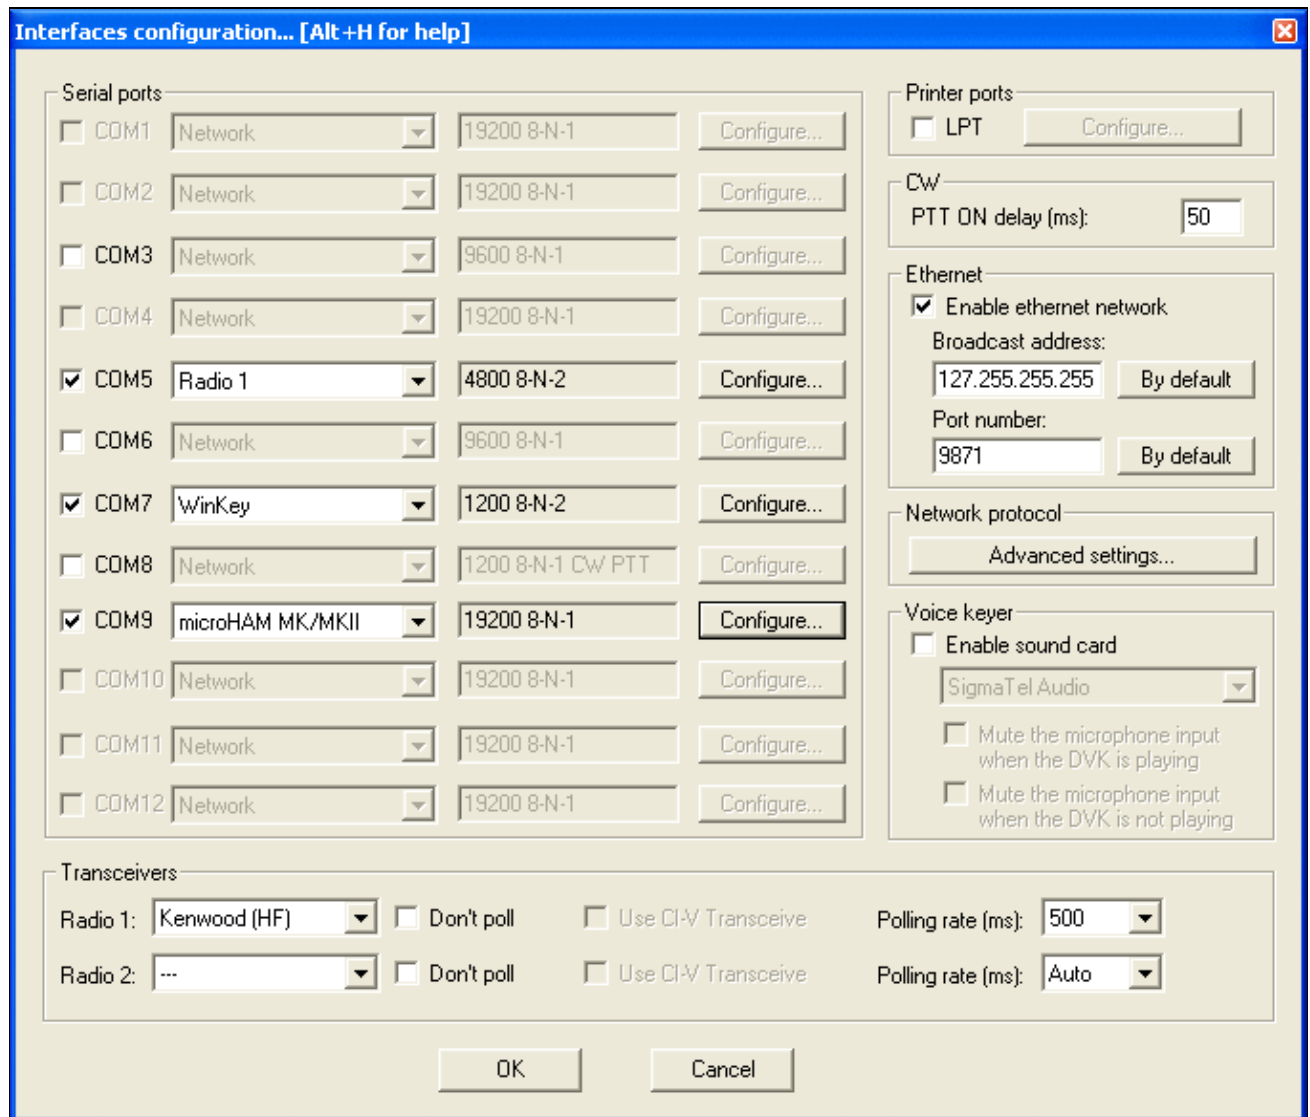 Interfaces configuration... [Alt+H for help]
Serial ports
COM1 Network 19200 8-N-1 Configure...
COM2 Network 19200 8-N-1 Configure...
COM3 Network 9600 8-N-1 Configure...
COM4 Network 19200 8-N-1 Configure...
COM5 Radio 1 4800 8-N-2 Configure...
COM6 Network 9600 8-N-1 Configure...
COM7 WinKey 1200 8-N-2 Configure...
COM8 Network 1200 8-N-1 CW PTT Configure...
COM9 microHAM MK/MKII 19200 8-N-1 Configure...
COM10 Network 19200 8-N-1 Configure...
COM11 Network 19200 8-N-1 Configure...
COM12 Network 19200 8-N-1 Configure...
Printer ports
LPT Configure...
CW
PTT ON delay (ms): 50
Ethernet
Enable ethernet network
Broadcast address:
127.255.255.255 By default
Port number:
9871 By default
Network protocol
Advanced settings...
Voice keyer
Enable sound card
SigmaTel Audio
Mute the microphone input
when the DVK is playing
Mute the microphone input
when the DVK is not playing
Transceivers
Radio 1: Kenwood (HF) Don't poll Use CI-V Transceive Polling rate (ms): 500
Radio 2: --- Don't poll Use CI-V Transceive Polling rate (ms): Auto
OK Cancel